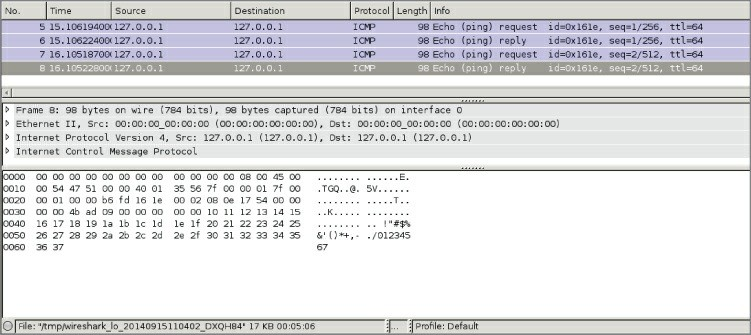 No. Time Source Destination Protocol Length Info
5 15.10619400( 127.0.0.1 127.0.0.1 ICMP 98 Echo (ping) request id=0x161e, seq=1/256, ttl=64
6 15.10622400( 127.0.0.1 127.0.0.1 ICMP 98 Echo (ping) reply id=0x161e, seq=1/256, ttl=64
7 16.10518700( 127.0.0.1 127.0.0.1 ICMP 98 Echo (ping) request id=0x161e, seq=2/512, ttl=64
8 16.10522800( 127.0.0.1 127.0.0.1 ICMP 98 Echo (ping) reply id=0x161e, seq=2/512, ttl=64
Frame 8: 98 bytes on wire (784 bits), 98 bytes captured (784 bits) on interface 0
Ethernet II, Src: 00:00:00_00:00:00 (00:00:00:00:00:00), Dst: 00:00:00_00:00:00 (00:00:00:00:00:00)
Internet Protocol Version 4, Src: 127.0.0.1 (127.0.0.1), Dst: 127.0.0.1 (127.0.0.1)
Internet Control Message Protocol
0000 00 00 00 00 00 00 00 00 00 00 00 00 08 00 45 00 ........ ......E.
0010 00 54 47 51 00 00 40 01 35 56 7f 00 00 01 7f 00 .TGQ..@. 5V......
0020 00 01 00 00 b6 fd 16 1e 00 02 08 0e 17 54 00 00 ........ .....T..
0030 00 00 4b ad 09 00 00 00 00 00 10 11 12 13 14 15 ..K..... ........
0040 16 17 18 19 1a 1b 1c 1d 1e 1f 20 21 22 23 24 25 ........ .. !"#$%
0050 26 27 28 29 2a 2b 2c 2d 2e 2f 30 31 32 33 34 35 &'()*+,- ./012345
0060 36 37 67
File: "/tmp/wireshark_lo_20140915110402_DXQH84" 17 KB 00:05:06 ... Profile: Default